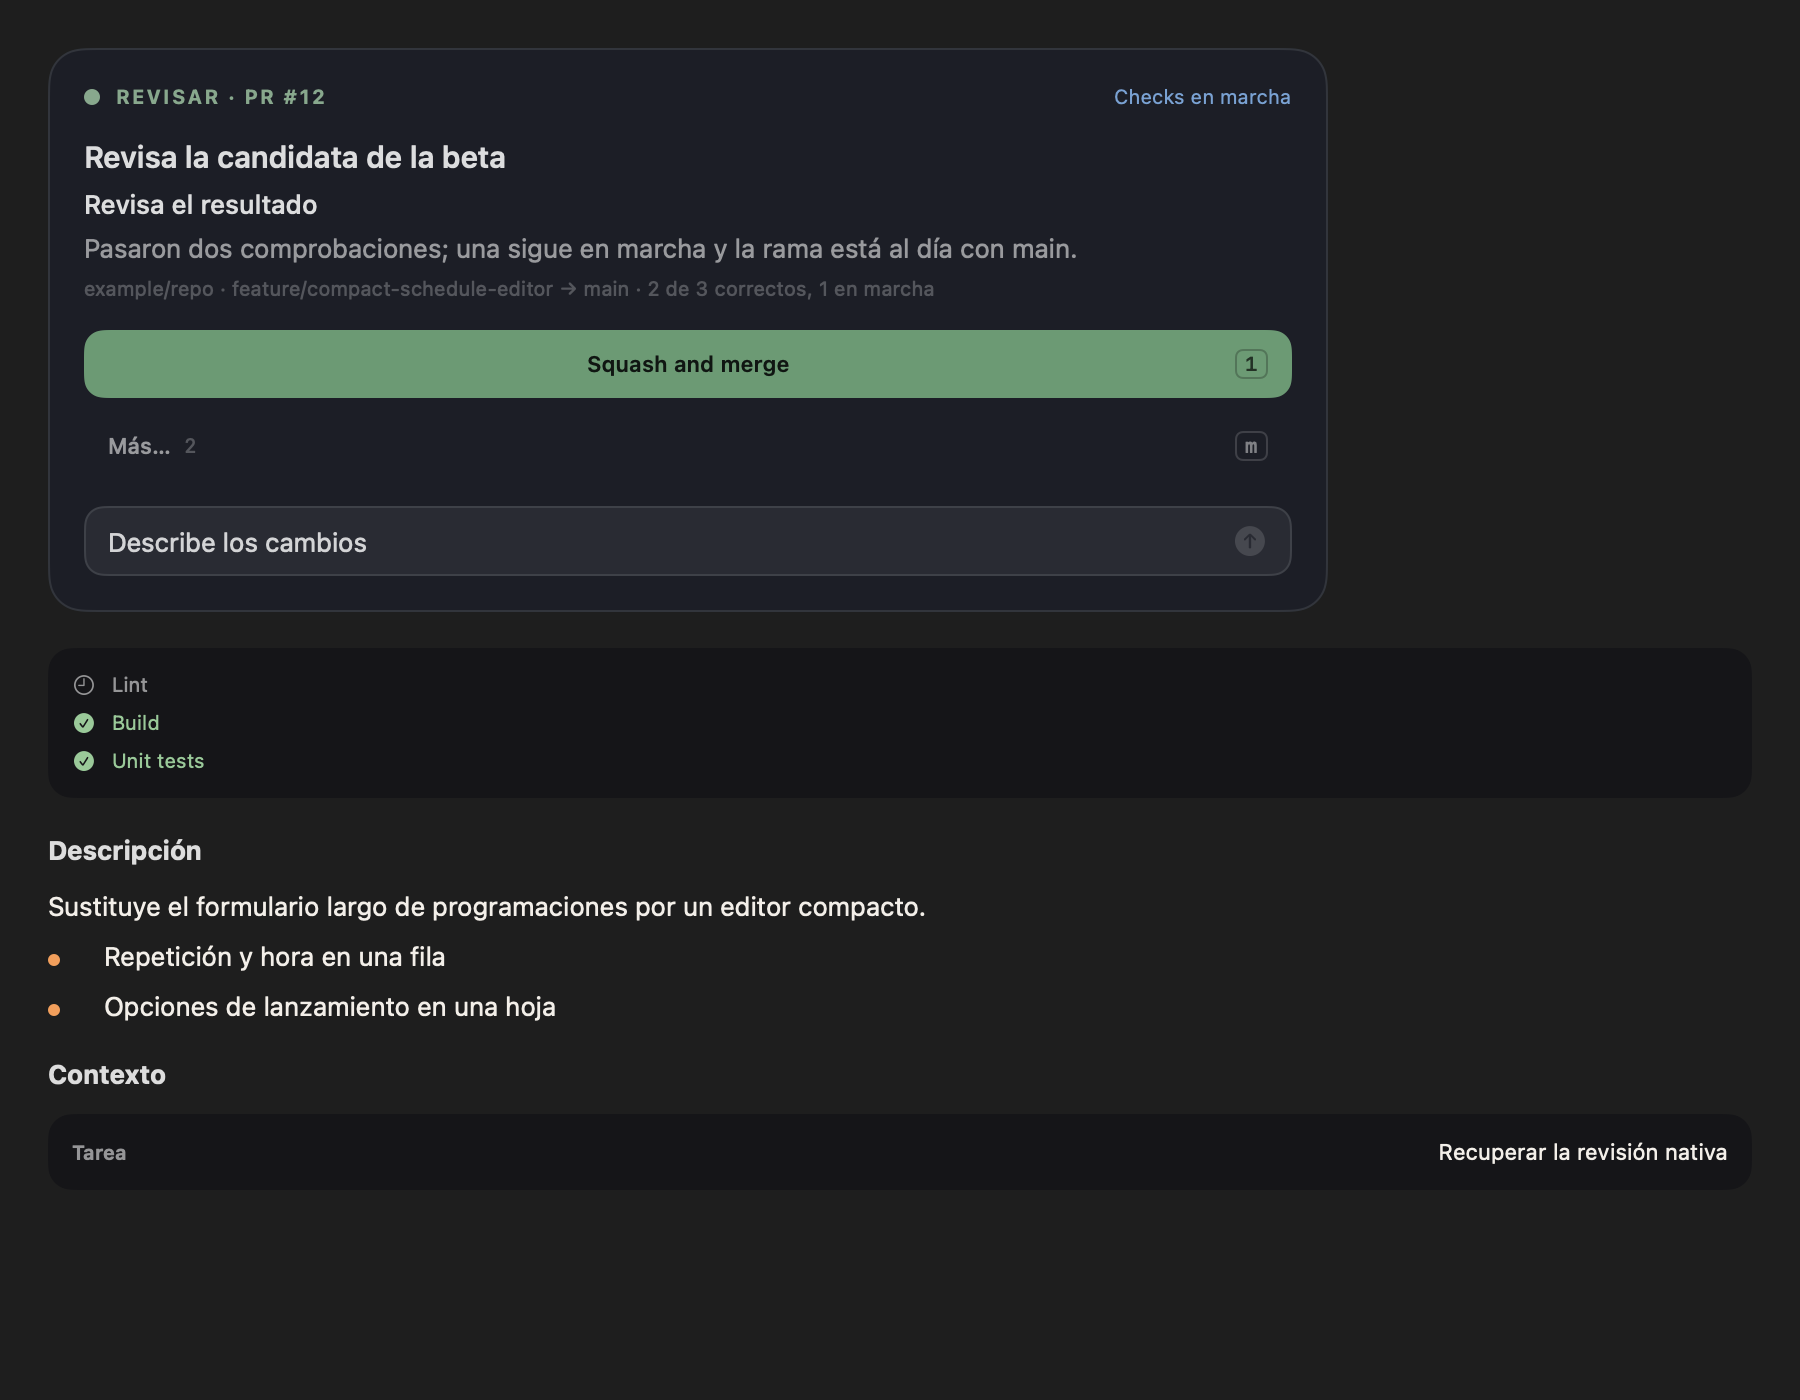 REVISAR · PR #12
Checks en marcha
Revisa la candidata de la beta
Revisa el resultado
Pasaron dos comprobaciones; una sigue en marcha y la rama está al día con main.
example/repo · feature/compact-schedule-editor → main · 2 de 3 correctos, 1 en marcha
Squash and merge 1
Más... 2 m
Describe los cambios
Lint
Build
Unit tests
Descripción
Sustituye el formulario largo de programaciones por un editor compacto.
Repetición y hora en una fila
Opciones de lanzamiento en una hoja
Contexto
Tarea Recuperar la revisión nativa